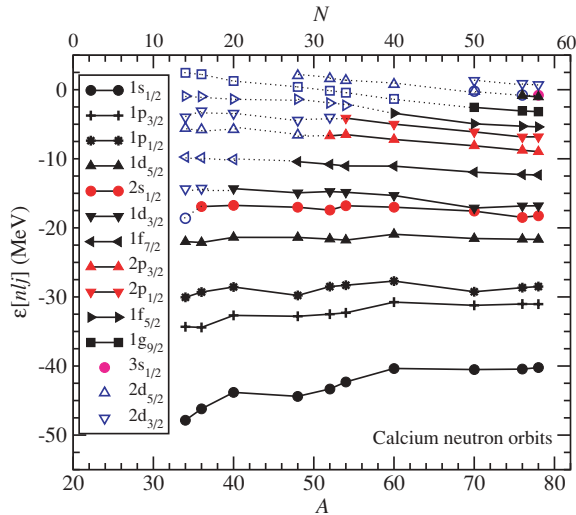 N
0 10 20 30 40 50 60
0
-10
-20
-30
-40
-50
ε[nlj] (MeV)
1s1/2
1p3/2
1p1/2
1d5/2
2s1/2
1d3/2
1f7/2
2p3/2
2p1/2
1f5/2
1g9/2
3s1/2
2d5/2
2d3/2
Calcium neutron orbits
20 30 40 50 60 70 80
A